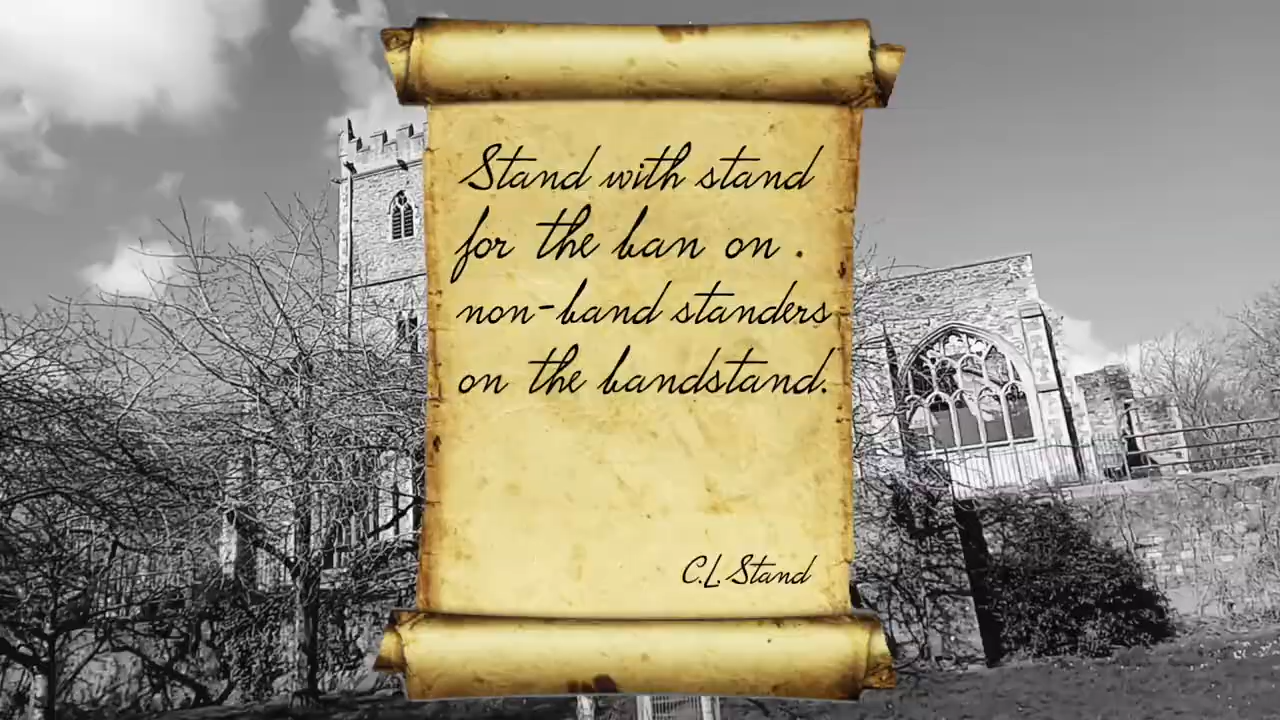 Stand with stand
for the ban on .
non-band standers
on the bandstand.
C.L. Stand